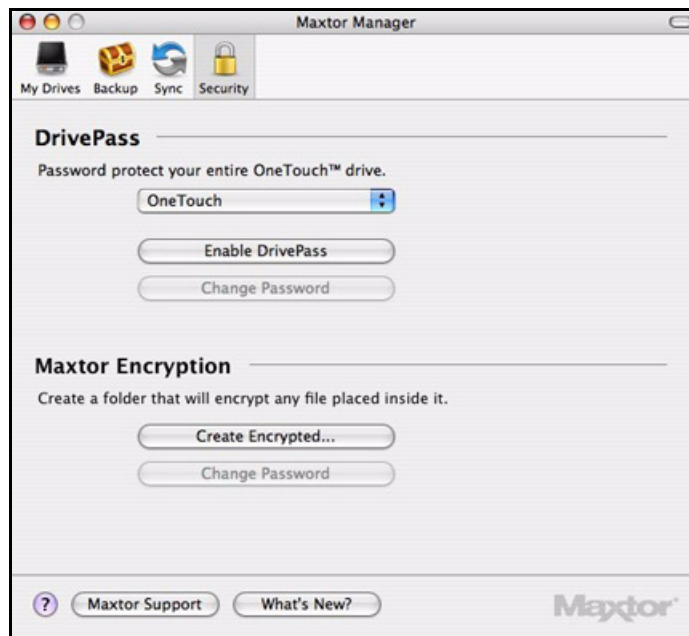 Maxtor Manager
My Drives Backup Sync Security
DrivePass
Password protect your entire OneTouch™ drive.
OneTouch
Enable DrivePass
Change Password
Maxtor Encryption
Create a folder that will encrypt any file placed inside it.
Create Encrypted...
Change Password
? Maxtor Support What's New? Maxtor